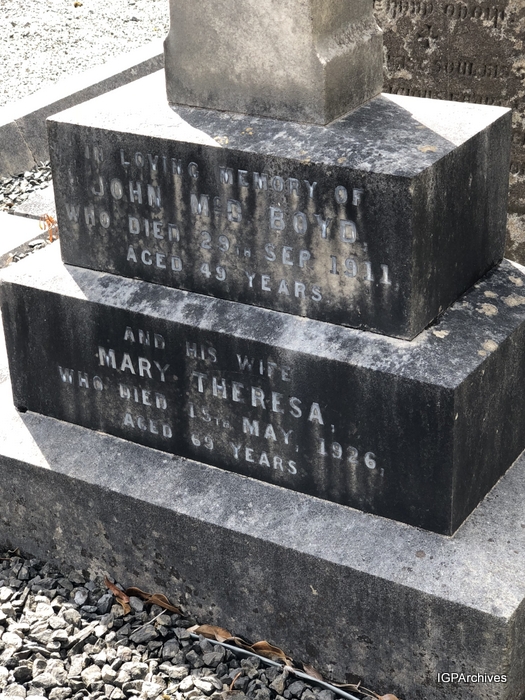 IN LOVING MEMORY OF
JOHN McD. BOYD,
WHO DIED 29TH SEP. 1911,
AGED 49 YEARS.
AND HIS WIFE
MARY THERESA,
WHO DIED 15TH MAY, 1926,
AGED 69 YEARS.
IGPArchives